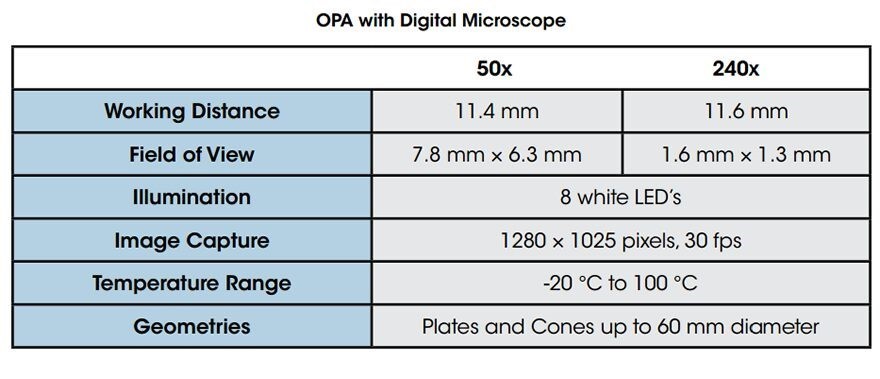 OPA with Digital Microscope
50x 240x
Working Distance 11.4 mm 11.6 mm
Field of View 7.8 mm × 6.3 mm 1.6 mm × 1.3 mm
Illumination 8 white LED's
Image Capture 1280 × 1025 pixels, 30 fps
Temperature Range -20 °C to 100 °C
Geometries Plates and Cones up to 60 mm diameter